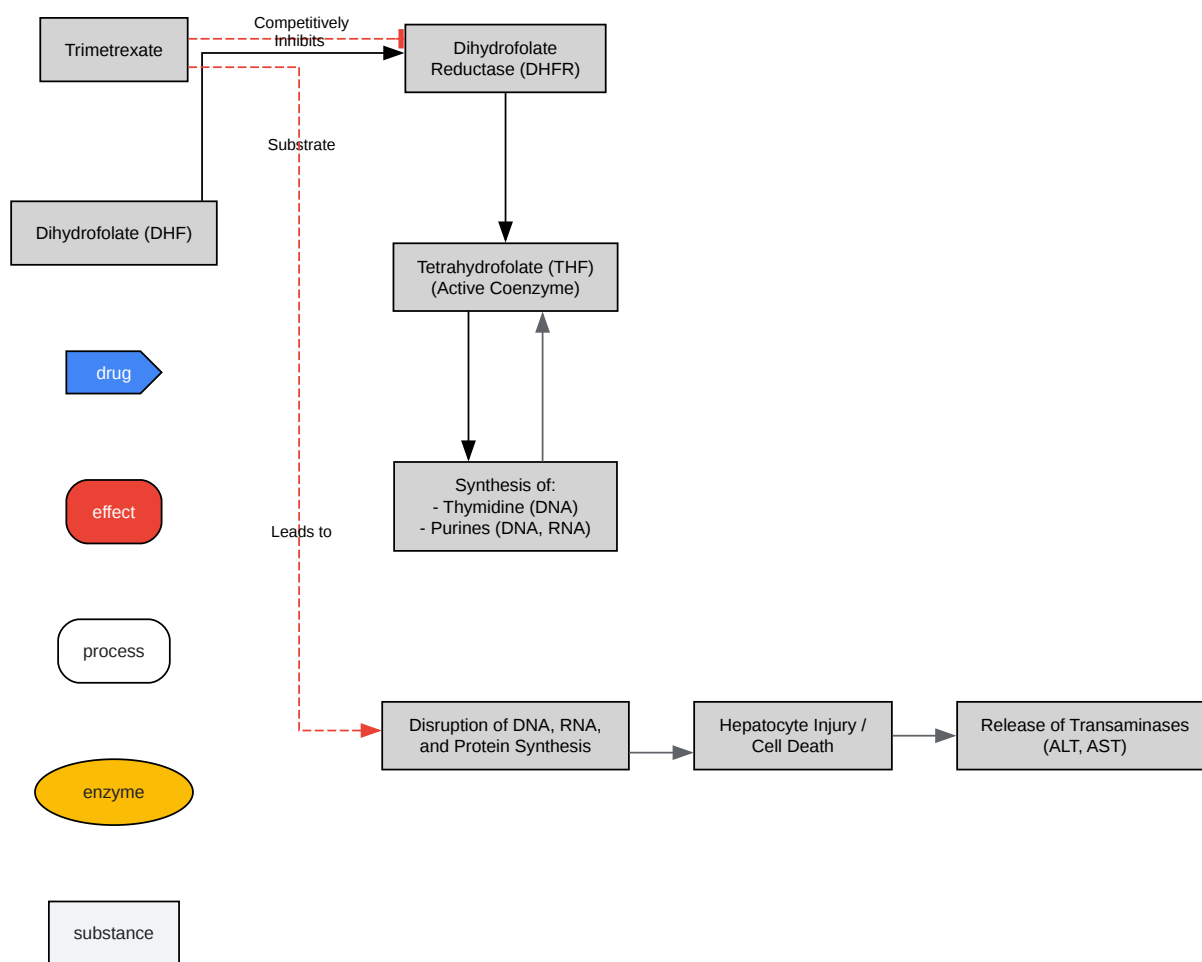 Trimetrexate
Competitively
Inhibits
Dihydrofolate
Reductase (DHFR)
Substrate
Dihydrofolate (DHF)
Tetrahydrofolate (THF)
(Active Coenzyme)
drug
Synthesis of:
- Thymidine (DNA)
- Purines (DNA, RNA)
effect
Leads to
process
Disruption of DNA, RNA,
and Protein Synthesis
Hepatocyte Injury /
Cell Death
Release of Transaminases
(ALT, AST)
enzyme
substance